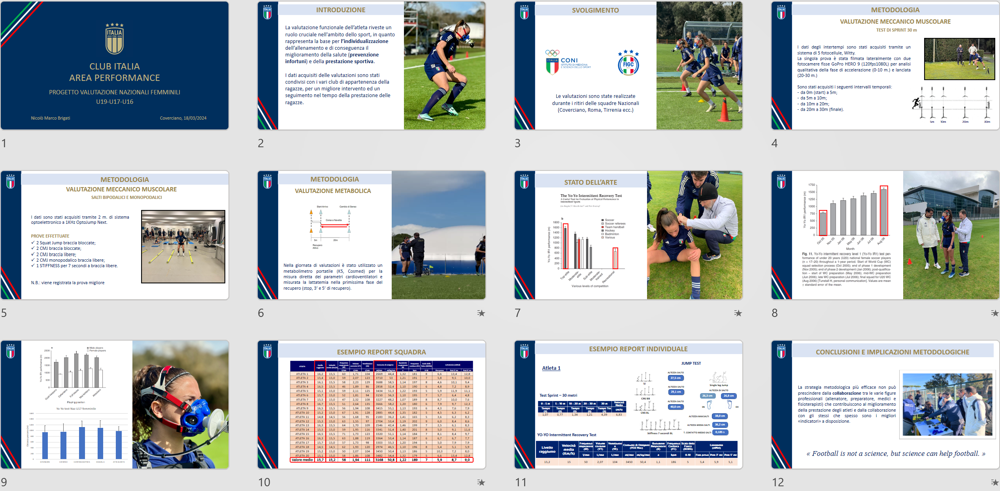 ITALIA
FIGC
CLUB ITALIA
AREA PERFORMANCE
PROGETTO VALUTAZIONE NAZIONALI FEMMINILI
U19-U17-U16
Nicolò Marco Brigati
Coverciano, 18/03/2024
1
ITALIA
INTRODUZIONE
La valutazione funzionale dell'atleta riveste un
ruolo cruciale nell'ambito dello sport, in quanto
rappresenta la base per l'individualizzazione
dell'allenamento e di conseguenza il
miglioramento della salute (prevenzione
infortuni) e della prestazione sportiva.
I dati acquisiti delle valutazioni sono stati
condivisi con i vari club di appartenenza della
ragazze, per un migliore intervento ed un
seguimento nel tempo della prestazione delle
ragazze.
2
ITALIA
SVOLGIMENTO
ITALIA
CONI
ISTITUTO DI MEDICINA
E SCIENZA DELLO SPORT
FIGC
Le valutazioni sono state realizzate
durante i ritiri delle squadre Nazionali
(Coverciano, Roma, Tirrenia ecc.)
3
ITALIA
METODOLOGIA
VALUTAZIONE MECCANICO MUSCOLARE
TEST DI SPRINT 30 m
I dati degli intertempi sono stati acquisiti tramite un
sistema di 5 fotocellule, Witty.
La singola prova è stata filmata lateralmente con due
fotocamere fisse GoPro HERO 9 (120fps1080L) per analisi
qualitativa della fase di accelerazione (0-10 m.) e lanciata
(20-30 m.)
Sono stati acquisiti i seguenti intervalli temporali:
- da 0m (start) a 5m;
- da 5m a 10m;
- da 10m a 20m;
- da 20m a 30m (finale).
start
finish
5m 10m 20m 30m
4
ITALIA
METODOLOGIA
VALUTAZIONE MECCANICO MUSCOLARE
SALTI BIPODALICI E MONOPODALICI
I dati sono stati acquisiti tramite 2 m. di sistema
optoelettronico a 1KHz OptoJump Next.
PROVE EFFETTUATE
✓ 2 Squat Jump braccia bloccate;
✓ 2 CMJ braccia bloccate;
✓ 2 CMJ braccia libere;
✓ 2 CMJ monopodalico braccia libere;
✓ 1 STIFFNESS per 7 secondi a braccia libere.
N.B.: viene registrata la prova migliore
5
ITALIA
METODOLOGIA
VALUTAZIONE METABOLICA
Start-Arrivo
Cambio di Senso
Corsa a Navetta
5m
20m
Recupero
Attivo
Nella giornata di valutazioni è stato utilizzato un
metabolimetro portatile (K5, Cosmed) per la
misura diretta dei parametri cardioventilatori e
misurata la lattatemia nella primissima fase del
recupero (stop, 3' e 5' di recupero).
6
ITALIA
STATO DELL'ARTE
The Yo-Yo Intermittent Recovery Test
A Useful Tool for Evaluation of Physical Performance in
Intermittent Sports
b
Soccer
Soccer referees
Team handball
Hockey
Badminton
Various
Yo-Yo IR1 performance (m)
1800
1600
1400
1200
1000
800
600
400
200
0
Top-elite
Moderate-elite
Sub-elite
Moderate-trained
Recreational
Various levels of competition
7
ITALIA
Yo-Yo IR1 performance (m)
1750
1500
1250
1000
750
500
250
0
Oct 05
Nov 05
Jan 06
May 06
Jun 06
Jul 06
Aug 06
Month
Fig. 11. Yo-Yo intermittent recovery level 1 (Yo-Yo IR1) test per-
formance of under 20 years (U20) national female soccer players
(n = 17–20) throughout a 1-year period. Start of World Cup (WC)
squad selection process (Oct 2005); end of phase 1 development
(Nov 2005); end of phase 2 development (Jan 2006); post-qualifica-
tion – start of WC preparation (May 2006); mid-WC preparation
(Jun 2006); late WC preparation (Jul 2006); final squad for U20 WC
(Aug 2006) [Tunstall H, personal communication]. Values are mean
± standard error of the mean.
8
ITALIA
a
Male players
Female players
Yo-Yo IR1 performance (m)
2500
2000
1500
1000
500
0
Goal-keepers
Defenders
Full-backs
Mid-fielders
Attackers
Playing position
Yo-Yo test Naz U17 femminile
Distanza percorsa (m)
1600
1400
1200
1000
800
600
400
200
0
DIFENSORE ESTERNO CENTROCAMPISTA MEZZALA ATTACCANTE
9
ITALIA
ESEMPIO REPORT SQUADRA
ATLETA
Livello raggiunto
Velocità media (Km/h)
Frequenza respiratoria (Rf)
Volume corrente (VT)
Ventilazione (VE)
Consumo di ossigeno
Quoziente respiratorio (R)
Frequenza cardiaca (FC)
Scala della fatica (BORG)
Lattatemia (mMol)
1/min L/min L/min ml/min ml/kg/min n bpm 0-10 Fine prova Post 3' rec Post 5' rec
ATLETA 1 16,2 15,5 60 1,71 104 2669 44,4 1,32 181 8 6,6 13,4 12,8
ATLETA 2 15,4 15,0 59 2,07 123 3710 53 1,21 191 7 5,8 9,5 10,0
ATLETA 3 16,1 15,5 58 2,23 129 3688 58,5 1,14 197 8 4,6 10,1 9,4
ATLETA 4 16,5 15,5 46 1,89 86 2858 52,4 1,10 190 6 4,8 7,2 8,9
ATLETA 5 15,1 15,0 59 2,11 125 3434 51,3 1,22 193 5 5,9 11,9 11,1
ATLETA 6 15,7 15,0 52 1,81 94 3150 56,3 1,10 195 7 5,7 6,4 4,8
ATLETA 7 15,5 15,0 47 2,32 108 3227 48,2 1,07 189 8 8,7 10,0 7,6
ATLETA 8 16,7 15,5 51 2,64 135 3666 58,2 1,20 180 6 7,9 9,7 12,3
ATLETA 9 16,5 15,5 56 1,94 108 3415 55,1 1,13 193 6 4,3 7,6 7,9
ATLETA 10 15,2 15,0 67 1,91 128 2885 44,4 1,35 182 5 4,5 6,3 6,2
ATLETA 11 14,8 14,5 56 1,68 95 2183 36,2 1,41 165 5 3,6 6,2 8,3
ATLETA 12 15,3 15,0 63 1,55 97 2704 53,4 1,19 202 9 6,0 8,4 8,6
ATLETA 13 16,3 15,5 64 1,70 109 2546 42,4 1,46 199 7 2,5 6,1 8,3
ATLETA 14 15,5 15,0 59 1,95 116 3341 51,4 1,40 201 8 5,0 9,1 11,6
ATLETA 15 16,5 15,5 71 1,73 123 3320 51,1 1,14 184 7 8,1 8,4 9,7
ATLETA 16 16,3 15,5 63 1,88 119 3364 53,4 1,14 187 6 6,7 6,7 7,7
ATLETA 17 15,7 15,0 57 1,73 98 3303 55,3 1,20 194 5 5,0 7,9 7,9
ATLETA 18 14,5 14,5 62 1,93 120 2974 46,5 1,10 196 8 5,4 5,1 5,9
ATLETA 19 15,2 15,0 50 2,07 104 3450 50,4 1,13 186 5 10,3 7,2 8,0
ATLETA 20 15,1 15,0 58 1,86 108 3482 54,4 1,32 179 5 6,6 13,4 12,8
Valore medio 15,7 15,2 58 1,94 111 3168 50,8 1,22 189 7 5,9 8,7 9,0
10
ITALIA
ESEMPIO REPORT INDIVIDUALE
Atleta 1
JUMP TEST
SJ
ALTEZZA SALTO
27,5 cm
CMJ BB
ALTEZZA SALTO
29,1 cm
CMJ BL
ALTEZZA SALTO
40,0 cm
Single leg Jump
ALTEZZA DI SALTO
26,3 cm 26,8 cm
SN DX
Stiffness 7 secondi BL
ALTEZZA MAX SALTI 38,0 cm
ALTEZZA MEDIA SALTI 36,2 cm
T. CONTATTO MEDIO SALTI 0,185 s
Test Sprint – 30 metri
0 – 5 m 5 – 10 m 10 – 20 m 20 – 30 m 30 m Velocità Media
Tempo (s) Tempo (s) Tempo (s) Tempo (s) Tempo Tot (s) (m/s)
1,07 0,77 1,34 1,21 4,39 6,83
YO-YO Intermittent Recovery Test
Livello raggiunto
Velocità media (Km/h)
Frequenza respiratoria (Rf)
Volume corrente (VT)
Ventilazione (VE)
Consumo di Ossigeno (VO2 Max)
Quoziente Respiratorio (R)
Frequenza Cardiaca (FC)
Scala della Fatica (BORG)
Lattatemia (mMol)
1/min L/min L/min ml/min ml/kg/min n bpm 0-10 Fine prova Post 3' rec Post 5' rec
15,2 15 50 2,07 104 3450 50,4 1,1 186 5 5,4 5,9 5,1
11
ITALIA
CONCLUSIONI E IMPLICAZIONI METODOLOGICHE
La strategia metodologica più efficace non può
prescindere dalla collaborazione tra le varie figure
professionali (allenatore, preparatore, medici e
fisioterapisti) che contribuiscono al miglioramento
della prestazione degli atleti e dalla collaborazione
con gli stessi che spesso sono i migliori
«indicatori» a disposizione.
« Football is not a science, but science can help football. »
12